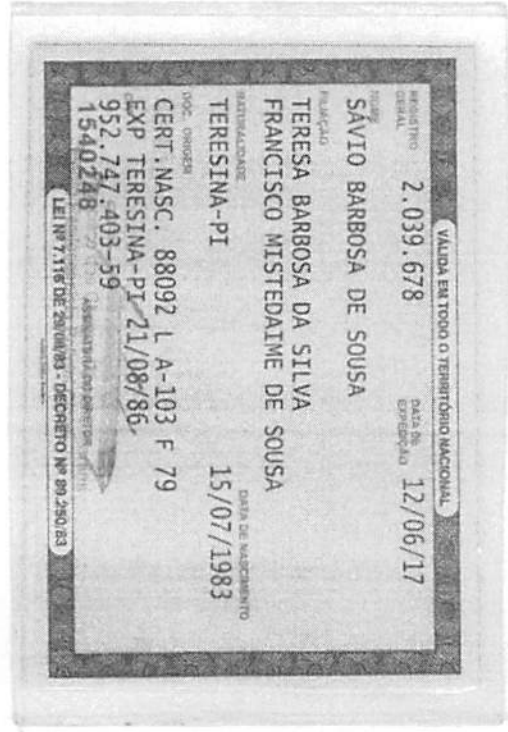 VÁLIDA EM TODO O TERRITÓRIO NACIONAL
REGISTRO GERAL 2.039.678 DATA DE EXPEDIÇÃO 12/06/17
NOME
SÁVIO BARBOSA DE SOUSA
FILIAÇÃO
TERESA BARBOSA DA SILVA
FRANCISCO MISTEDAIME DE SOUSA
NATURALIDADE DATA DE NASCIMENTO
TERESINA-PI 15/07/1983
DOC. ORIGEM
CERT.NASC. 88092 L A-103 F 79
EXP TERESINA-PI 21/08/86
952.747.403-59
1540248
ASSINATURA DO DIRETOR
LEI Nº 7.116 DE 29/08/83 - DECRETO Nº 89.250/83